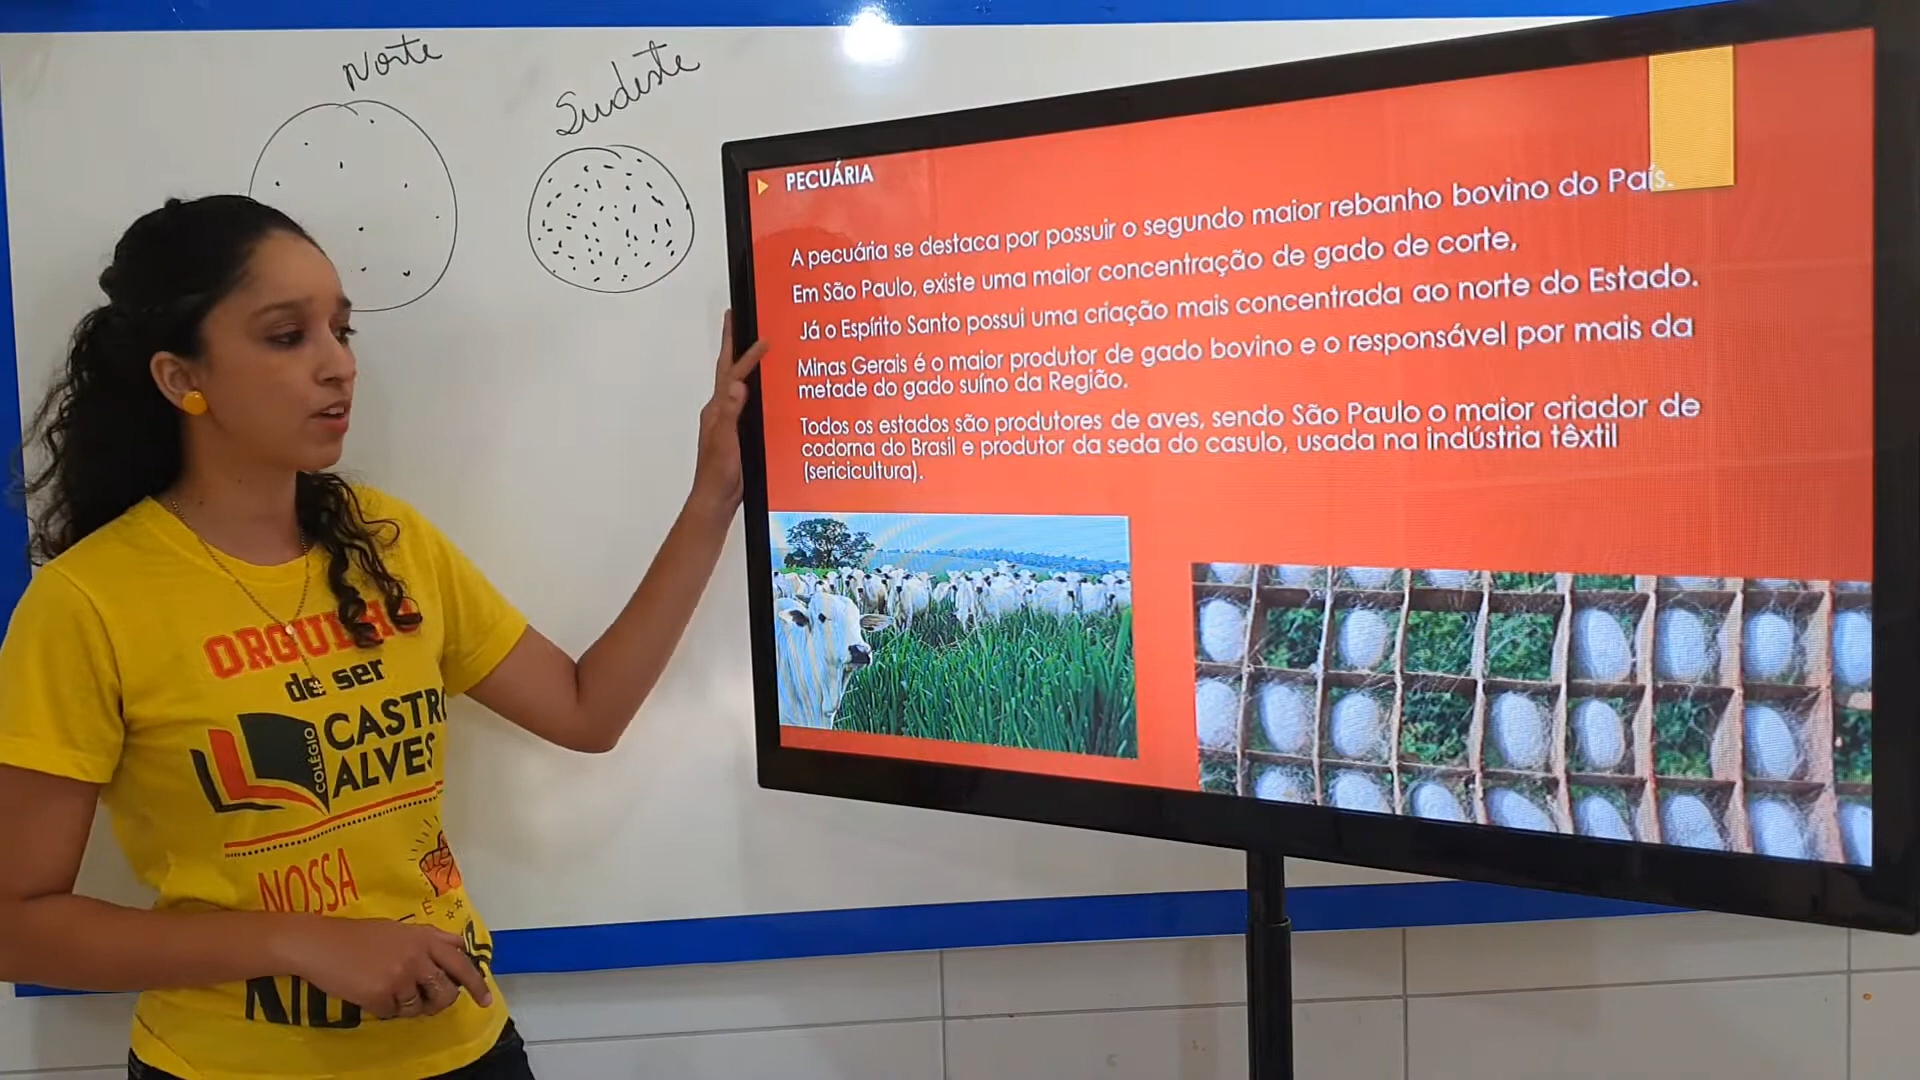 Norte
Sudeste
PECUÁRIA
A pecuária se destaca por possuir o segundo maior rebanho bovino do País.
Em São Paulo, existe uma maior concentração de gado de corte,
Já o Espírito Santo possui uma criação mais concentrada ao norte do Estado.
Minas Gerais é o maior produtor de gado bovino e o responsável por mais da
metade do gado suíno da Região.
Todos os estados são produtores de aves, sendo São Paulo o maior criador de
codorna do Brasil e produtor da seda do casulo, usada na indústria têxtil
(sericicultura).
ORGULHO
de ser
COLÉGIO
CASTRO
ALVES
NOSSA
É